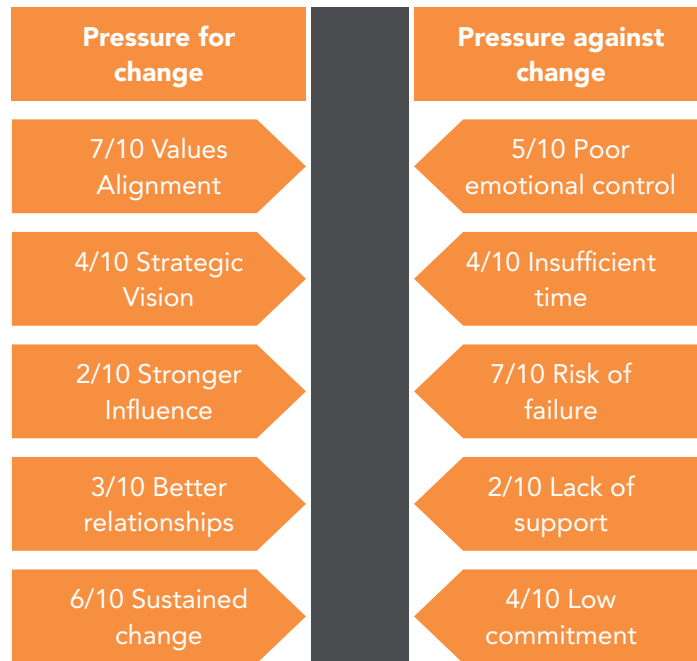 Pressure for
change
Pressure against
change
7/10 Values
Alignment
5/10 Poor
emotional control
4/10 Strategic
Vision
4/10 Insufficient
time
2/10 Stronger
Influence
7/10 Risk of
failure
3/10 Better
relationships
2/10 Lack of
support
6/10 Sustained
change
4/10 Low
commitment